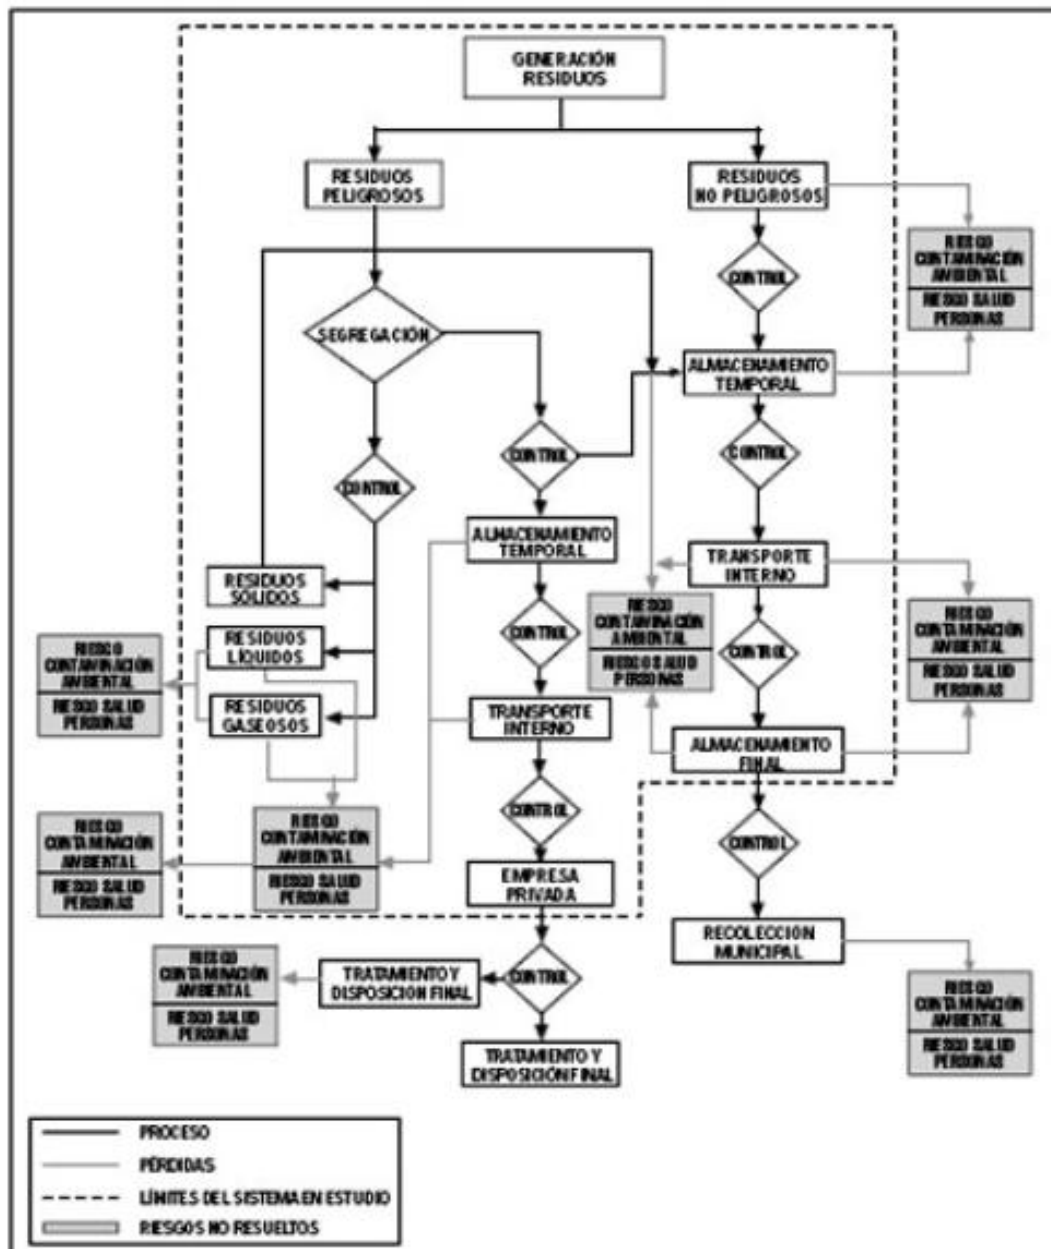 GENERACIÓN
RESIDUOS
RESIDUOS
PELIGROSOS
RESIDUOS
NO PELIGROSOS
RIESGO
CONTAMINACIÓN
AMBIENTAL
RIESGO SALUD
PERSONAS
CONTROL
SEGREGACIÓN
ALMACENAMIENTO
TEMPORAL
CONTROL
CONTROL
CONTROL
ALMACENAMIENTO
TEMPORAL
TRANSPORTE
INTERNO
RESIDUOS
SÓLIDOS
RIESGO
CONTAMINACIÓN
AMBIENTAL
RIESGO SALUD
PERSONAS
RIESGO
CONTAMINACIÓN
AMBIENTAL
RIESGO SALUD
PERSONAS
CONTROL
CONTROL
RESIDUOS
LÍQUIDOS
RIESGO
CONTAMINACIÓN
AMBIENTAL
RIESGO SALUD
PERSONAS
RESIDUOS
GASEOSOS
TRANSPORTE
INTERNO
ALMACENAMIENTO
FINAL
CONTROL
CONTROL
RIESGO
CONTAMINACIÓN
AMBIENTAL
RIESGO SALUD
PERSONAS
RIESGO
CONTAMINACIÓN
AMBIENTAL
RIESGO SALUD
PERSONAS
EMPRESA
PRIVADA
RECOLECCION
MUNICIPAL
RIESGO
CONTAMINACIÓN
AMBIENTAL
RIESGO SALUD
PERSONAS
TRATAMIENTO Y
DISPOSICION FINAL
CONTROL
RIESGO
CONTAMINACIÓN
AMBIENTAL
RIESGO SALUD
PERSONAS
TRATAMIENTO Y
DISPOSICIÓN FINAL
PROCESO
PÉRDIDAS
LÍMITES DEL SISTEMA EN ESTUDIO
RIESGOS NO RESUELTOS